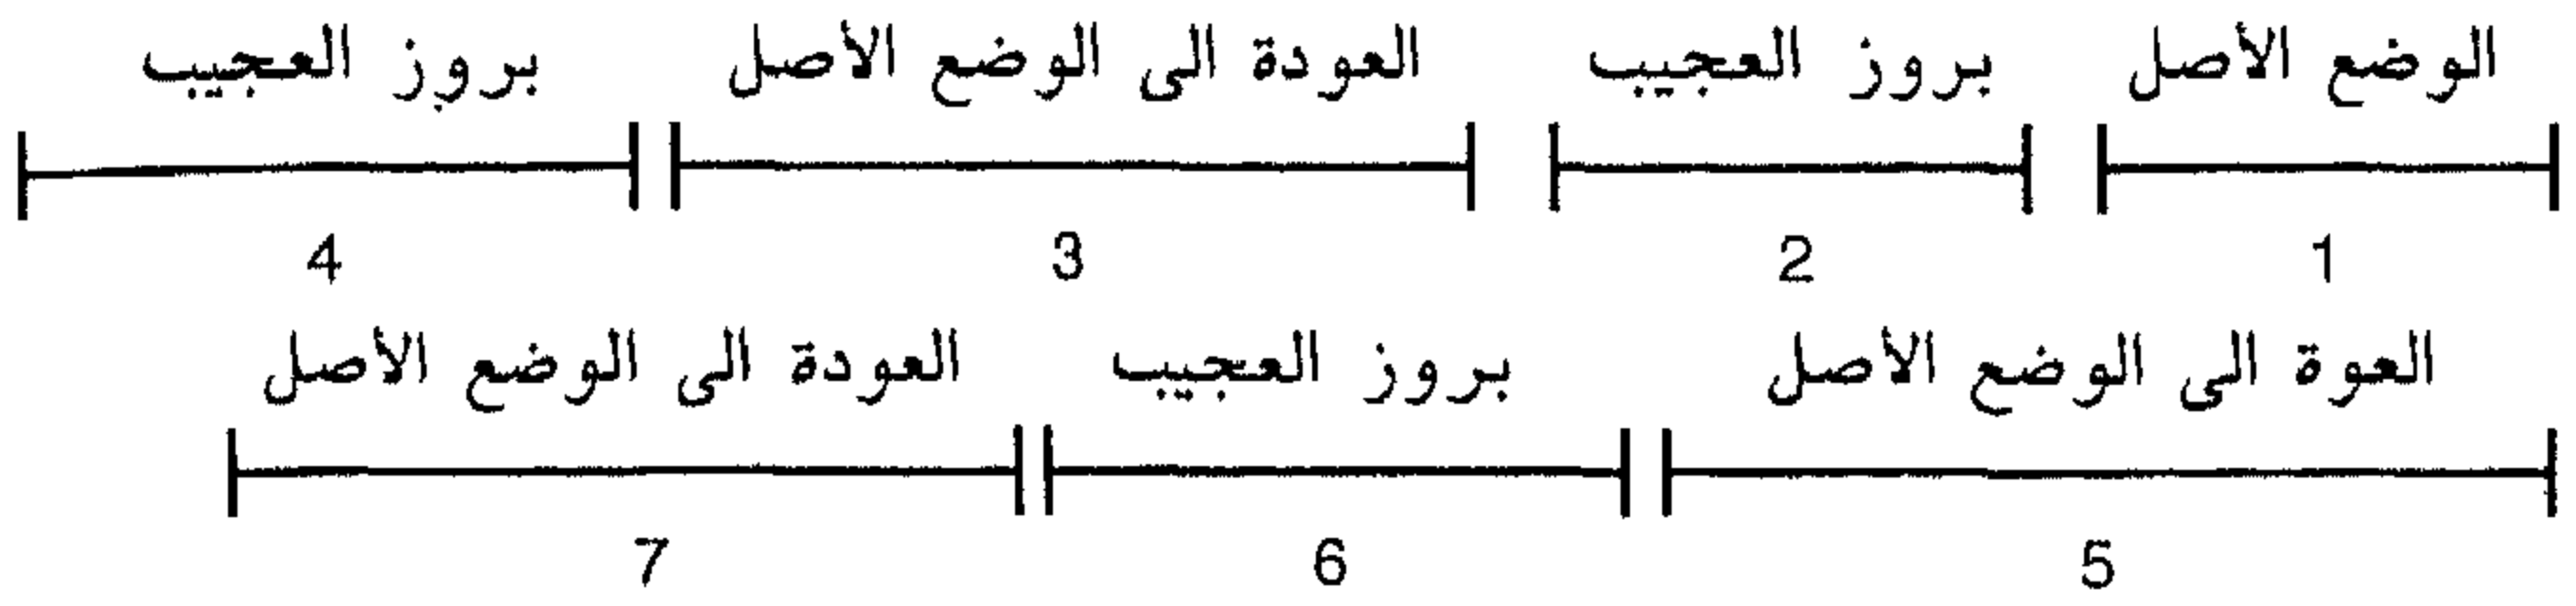 الوضع الأصل بروز العجيب العودة الى الوضع الأصل بروز العجيب
1 2 3 4
العوة الى الوضع الأصل بروز العجيب العودة الى الوضع الأصل
5 6 7